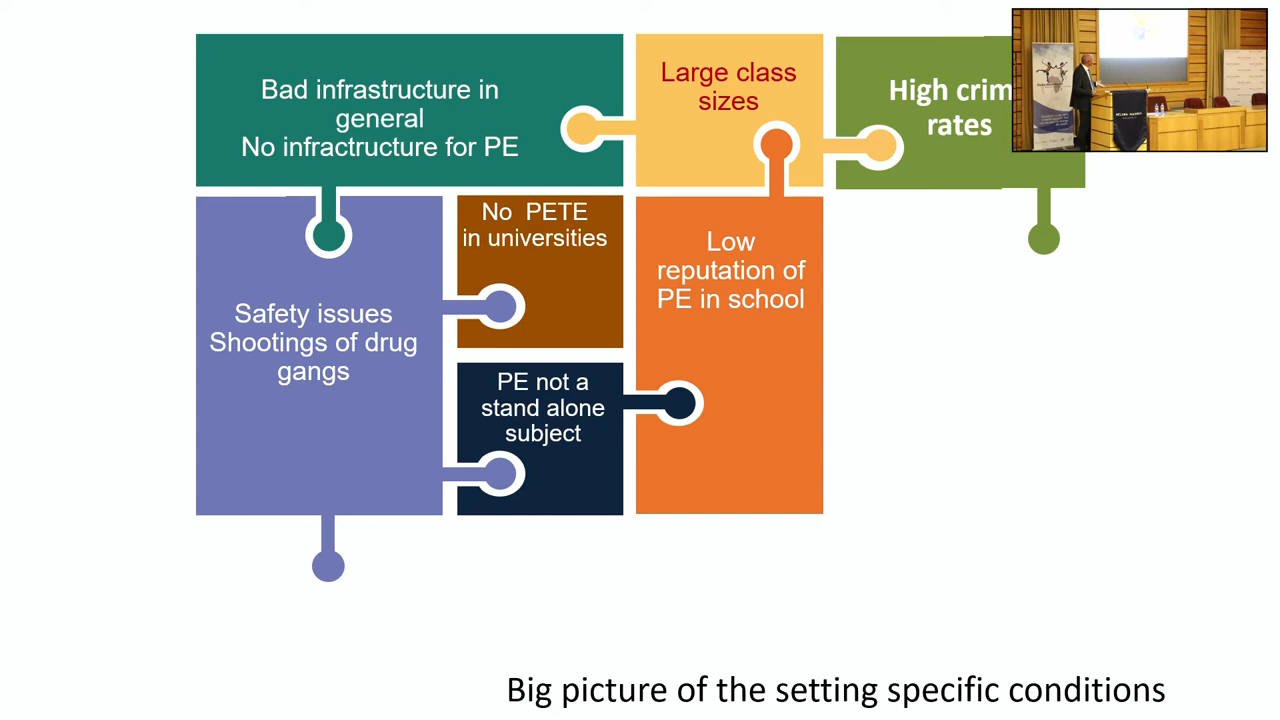 Bad infrastructure in
general
No infractructure for PE
Large class
sizes
High crim
rates
No PETE
in universities
Low
reputation of
PE in school
Safety issues
Shootings of drug
gangs
PE not a
stand alone
subject
Big picture of the setting specific conditions